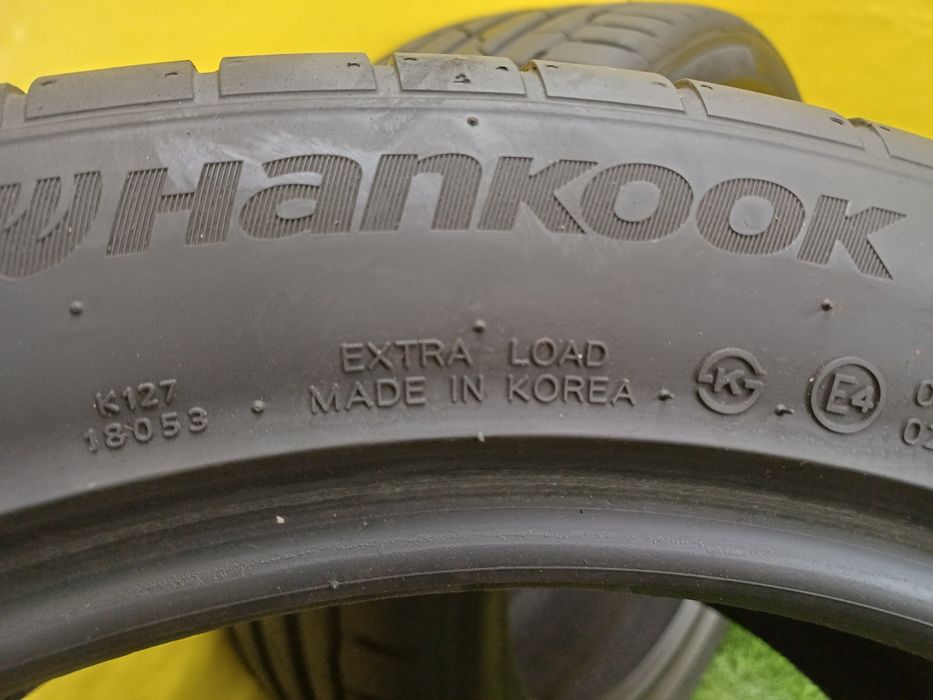 Hankook
EXTRA LOAD
K127
MADE IN KOREA
18053
K
E4